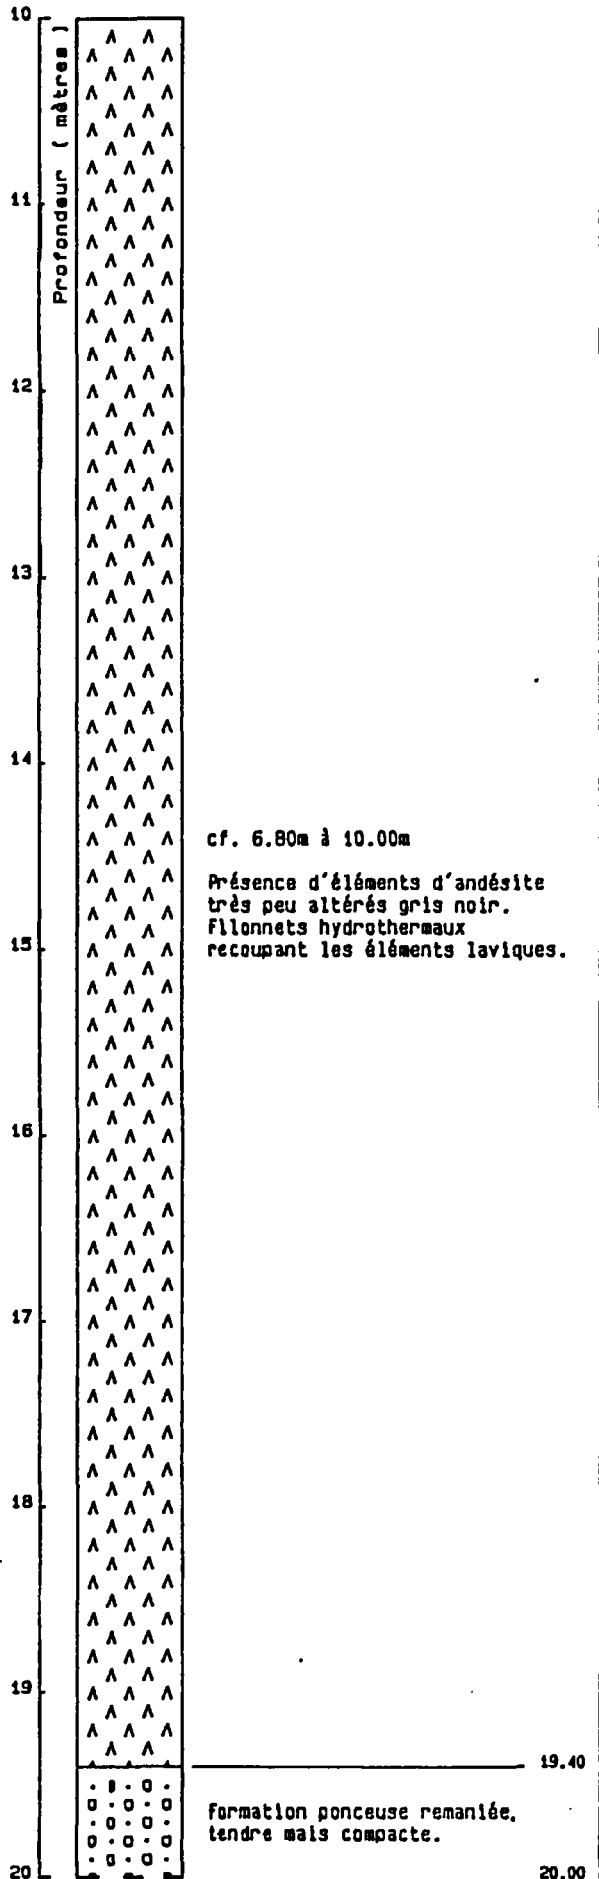 10
Profondeur ( mètres )
11
12
13
14
cf. 6.80m à 10.00m
Présence d'éléments d'andésite
très peu altérés gris noir.
Filonnets hydrothermaux
recoupant les éléments laviques.
15
16
17
18
19
19.40
Formation ponceuse remaniée,
tendre mais compacte.
20
20.00